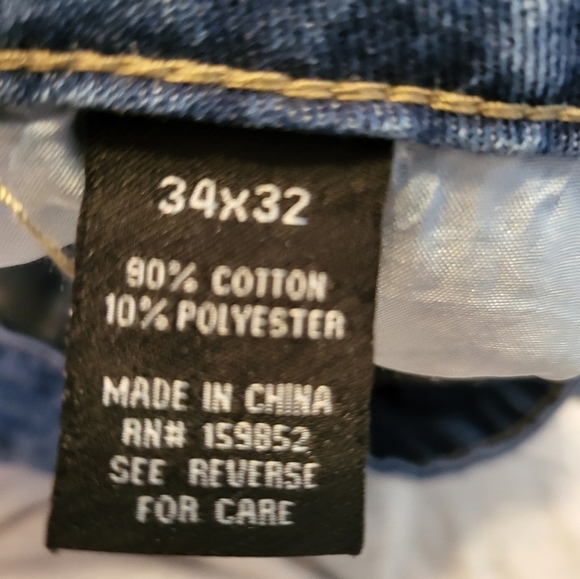 34x32
90% COTTON
10% POLYESTER
MADE IN CHINA
RN# 159852
SEE REVERSE
FOR CARE